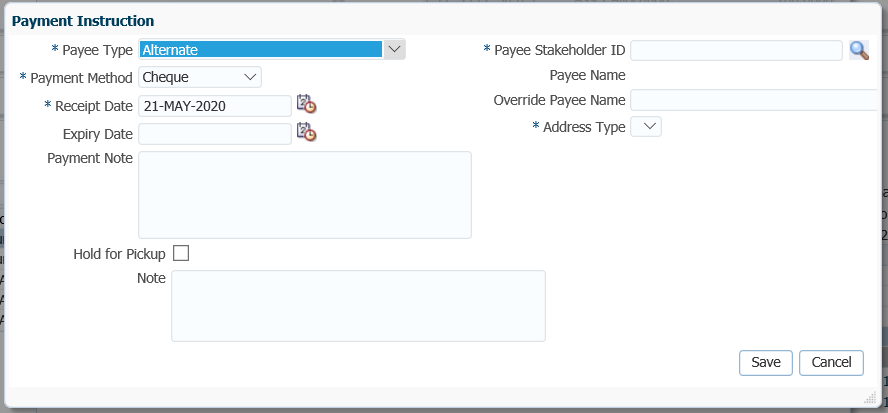 Payment Instruction
* Payee Type Alternate
* Payee Stakeholder ID
* Payment Method Cheque
Payee Name
* Receipt Date 21-MAY-2020
Override Payee Name
Expiry Date
* Address Type
Payment Note
Hold for Pickup
Note
Save Cancel